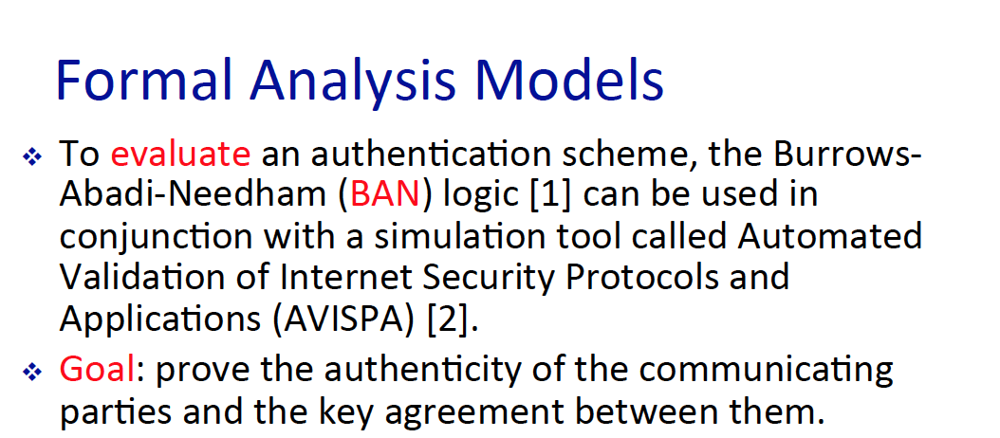 Formal Analysis Models
❖ To evaluate an authentication scheme, the Burrows-
Abadi-Needham (BAN) logic [1] can be used in
conjunction with a simulation tool called Automated
Validation of Internet Security Protocols and
Applications (AVISPA) [2].
❖ Goal: prove the authenticity of the communicating
parties and the key agreement between them.